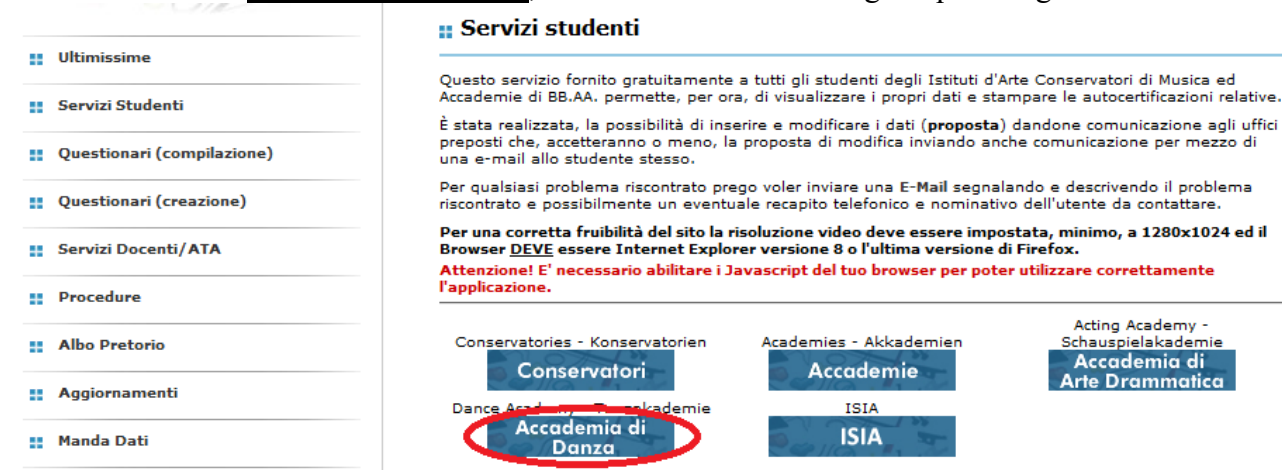 Servizi studenti
Ultimissime
Servizi Studenti
Questionari (compilazione)
Questionari (creazione)
Servizi Docenti/ATA
Procedure
Albo Pretorio
Aggiornamenti
Manda Dati
Questo servizio fornito gratuitamente a tutti gli studenti degli Istituti d'Arte Conservatori di Musica ed
Accademie di BB.AA. permette, per ora, di visualizzare i propri dati e stampare le autocertificazioni relative.
È stata realizzata, la possibilità di inserire e modificare i dati (proposta) dandone comunicazione agli uffici
preposti che, accetteranno o meno, la proposta di modifica inviando anche comunicazione per mezzo di
una e-mail allo studente stesso.
Per qualsiasi problema riscontrato prego voler inviare una E-Mail segnalando e descrivendo il problema
riscontrato e possibilmente un eventuale recapito telefonico e nominativo dell'utente da contattare.
Per una corretta fruibilità del sito la risoluzione video deve essere impostata, minimo, a 1280x1024 ed il
Browser DEVE essere Internet Explorer versione 8 o l'ultima versione di Firefox.
Attenzione! E' necessario abilitare i Javascript del tuo browser per poter utilizzare correttamente
l'applicazione.
Conservatories - Konservatorien
Conservatori
Academies - Akkademien
Accademie
Acting Academy -
Schauspielakademie
Accademia di
Arte Drammatica
Dance
Accademia di
Danza
ISIA
ISIA